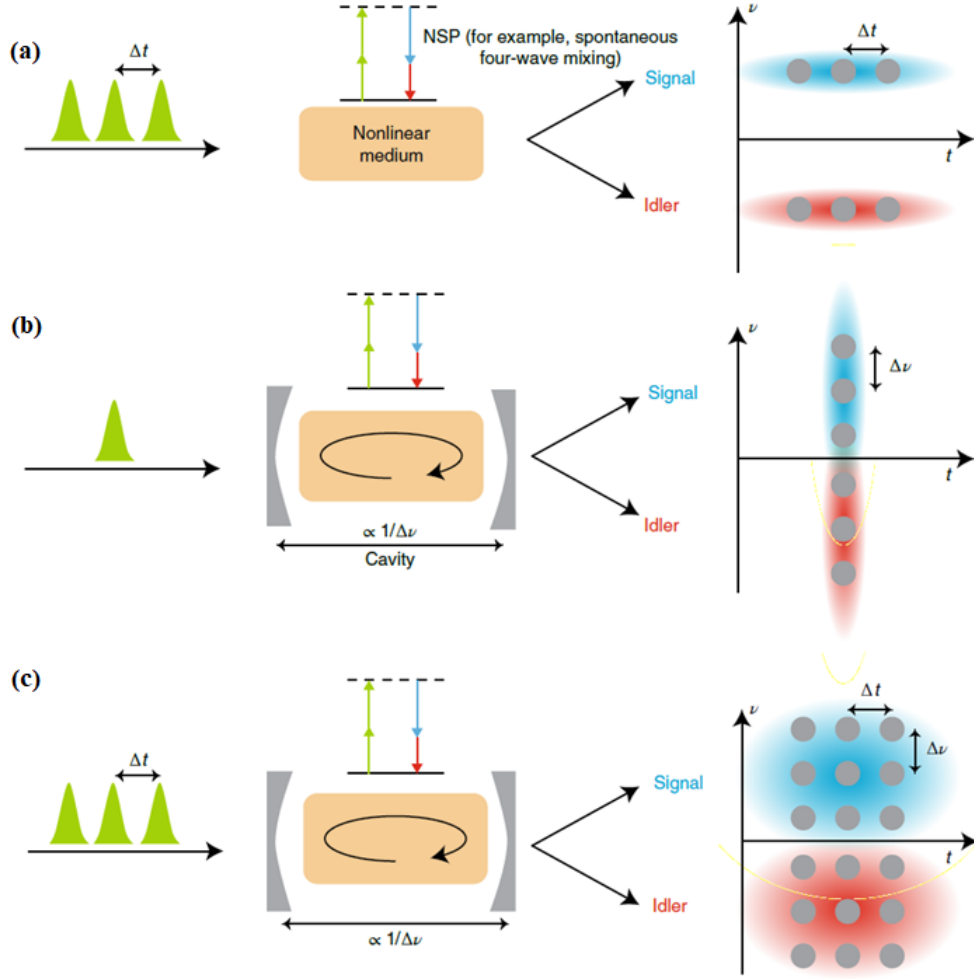 (a)
Δt
NSP (for example, spontaneous
four-wave mixing)
Nonlinear
medium
Signal
Idler
ν
Δt
t
(b)
∝ 1/Δν
Cavity
Signal
Idler
ν
Δν
t
(c)
Δt
∝ 1/Δν
Signal
Idler
ν
Δt
Δν
t